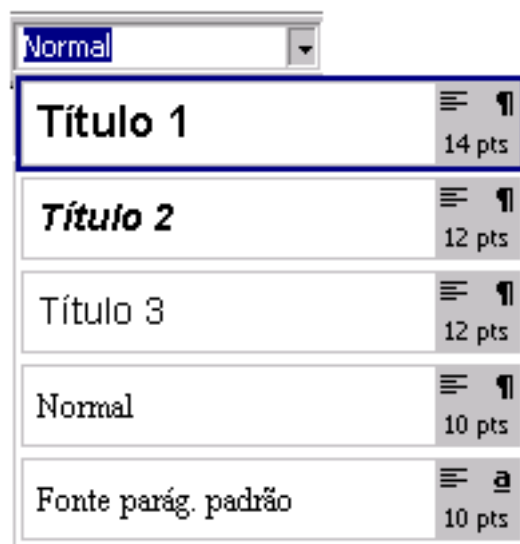 Normal
Título 1
¶
14 pts
Título 2
¶
12 pts
Título 3
¶
12 pts
Normal
¶
10 pts
Fonte parág. padrão
a
10 pts